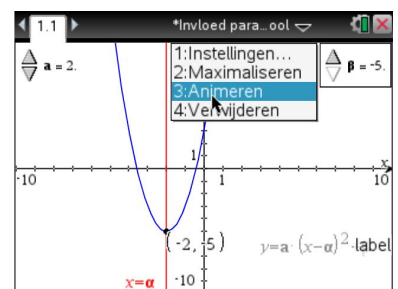 1.1
*Invloed para…ool
a = 2.
1:Instellingen…
2:Maximaliseren
3:Animeren
4:Verwijderen
β = -5.
1
x
-10
1
10
(-2, -5)
y=a·(x-α)²·label
x=α
-10